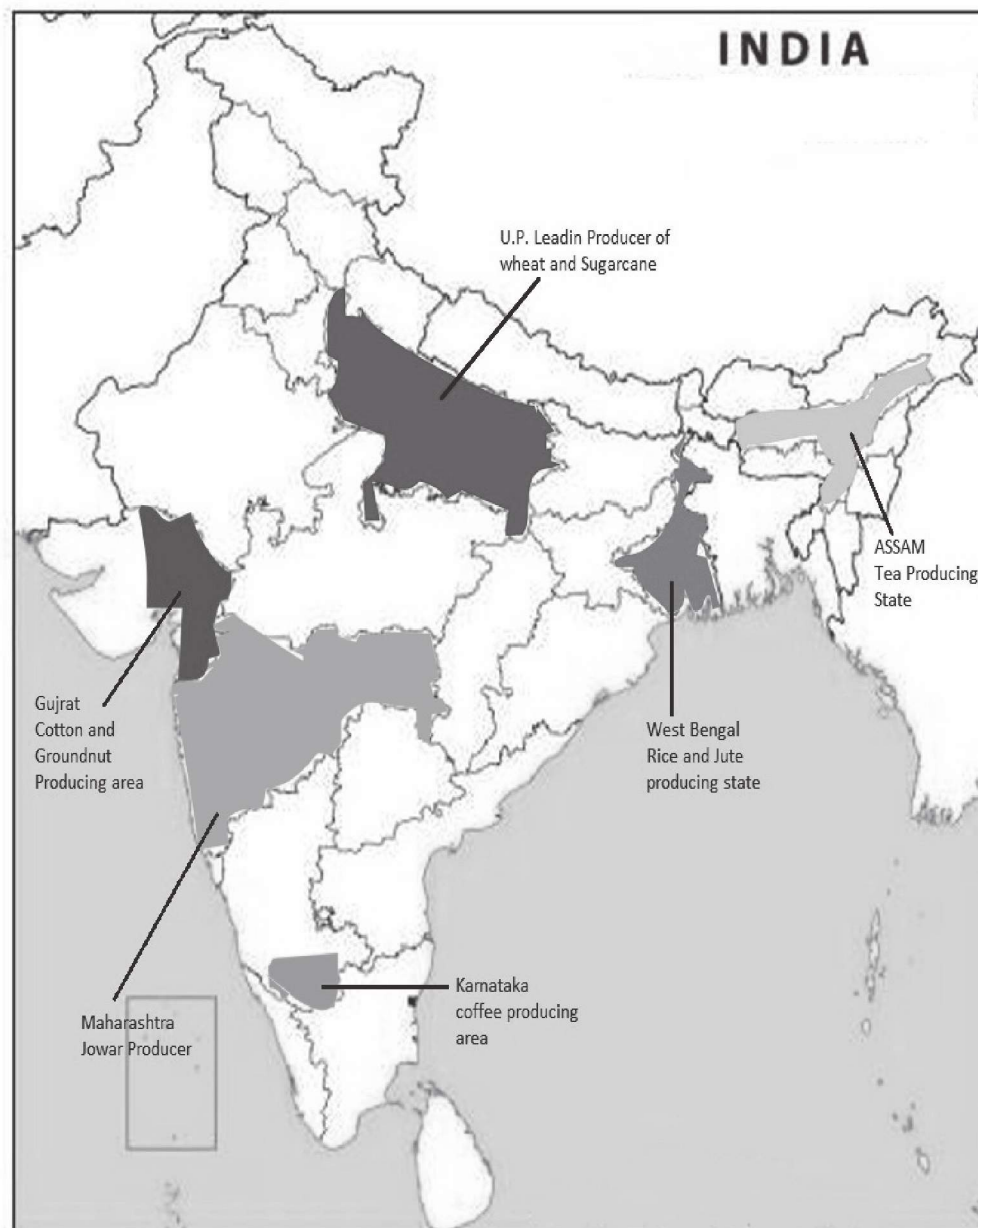 INDIA
U.P. Leadin Producer of
wheat and Sugarcane
ASSAM
Tea Producing
State
Gujrat
Cotton and
Groundnut
Producing area
West Bengal
Rice and Jute
producing state
Karnataka
coffee producing
area
Maharashtra
Jowar Producer